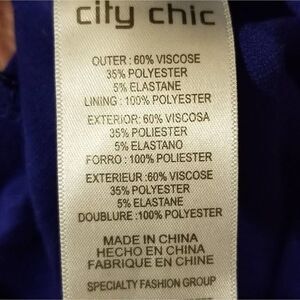 city chic
OUTER: 60% VISCOSE
35% POLYESTER
5% ELASTANE
LINING : 100% POLYESTER
EXTERIOR: 60% VISCOSA
35% POLIESTER
5% ELASTANO
FORRO : 100% POLIESTER
EXTERIEUR :60% VISCOSE
35% POLYESTER
5% ELASTANE
DOUBLURE :100% POLYESTER
MADE IN CHINA
HECHO EN CHINA
FABRIQUE EN CHINE
SPECIALTY FASHION GROUP